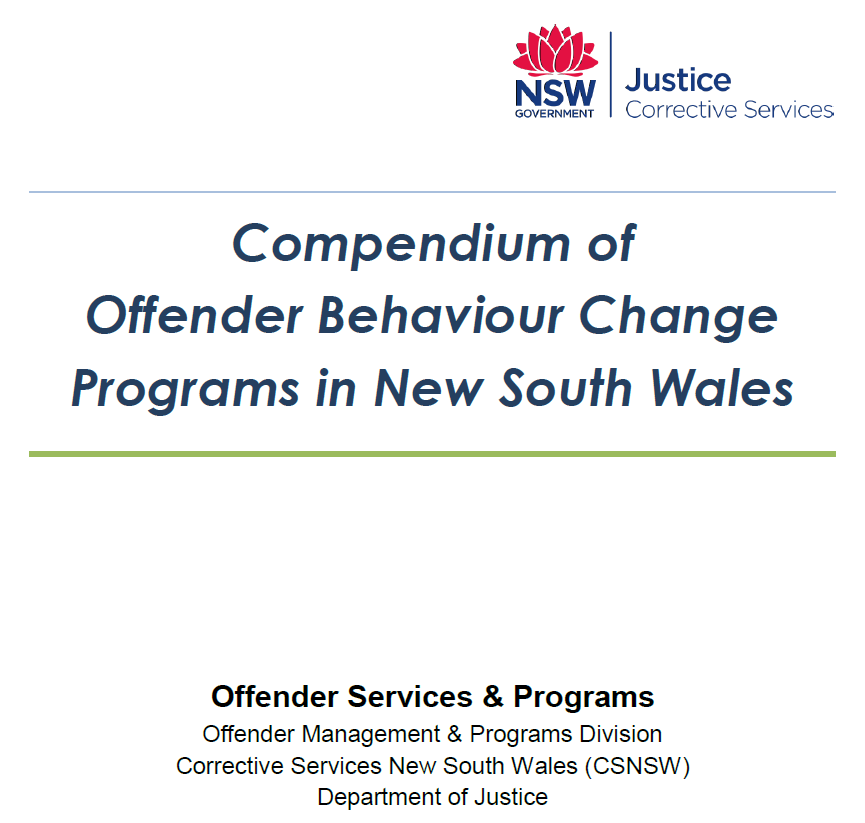 NSW
GOVERNMENT
Justice
Corrective Services
Compendium of
Offender Behaviour Change
Programs in New South Wales
Offender Services & Programs
Offender Management & Programs Division
Corrective Services New South Wales (CSNSW)
Department of Justice